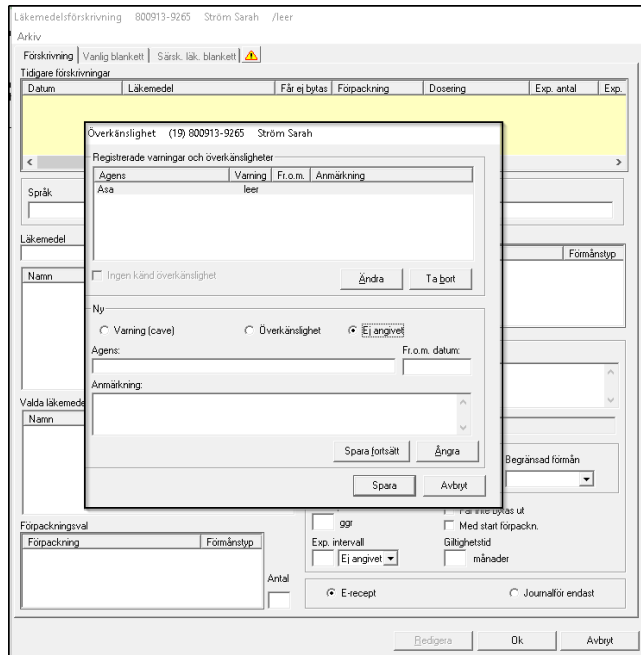 Läkemedelsförskrivning 800913-9265 Ström Sarah /leer
Arkiv
Förskrivning Vanlig blankett Särsk. läk. blankett
Tidigare förskrivningar
Datum Läkemedel Får ej bytas Förpackning Dosering Exp. antal Exp.
Överkänslighet (19) 800913-9265 Ström Sarah
Registrerade varningar och överkänsligheter
Agens Varning Fr.o.m. Anmärkning
Asa leer
Ingen känd överkänslighet Ändra Ta bort
Ny
Varning (cave) Överkänslighet Ej angivet
Agens: Fr.o.m. datum:
Anmärkning:
Spara fortsätt Ångra
Spara Avbryt
Språk
Läkemedel
Namn Förmånstyp
Valda läkemede
Namn
Begränsad förmån
Får inte bytas ut
ggr Med start förpackn.
Förpackningsval Exp. intervall Giltighetstid
Förpackning Förmånstyp Ej angivet månader
Antal
E-recept Journalför endast
Redigera Ok Avbryt